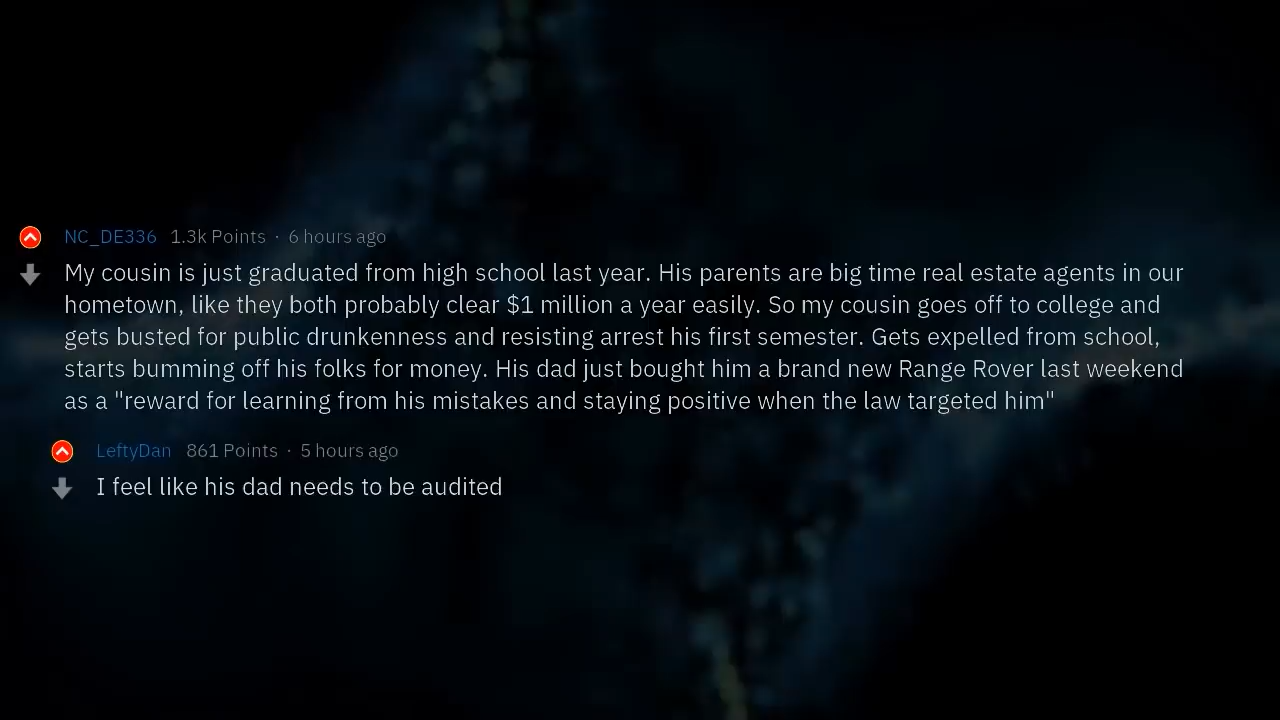 NC_DE336 1.3k Points · 6 hours ago
My cousin is just graduated from high school last year. His parents are big time real estate agents in our
hometown, like they both probably clear $1 million a year easily. So my cousin goes off to college and
gets busted for public drunkenness and resisting arrest his first semester. Gets expelled from school,
starts bumming off his folks for money. His dad just bought him a brand new Range Rover last weekend
as a "reward for learning from his mistakes and staying positive when the law targeted him"
LeftyDan 861 Points · 5 hours ago
I feel like his dad needs to be audited